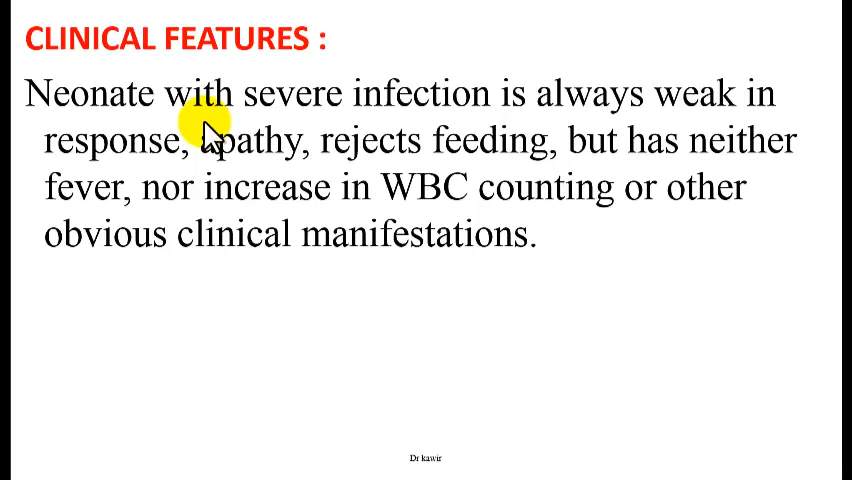 CLINICAL FEATURES :
Neonate with severe infection is always weak in
response, apathy, rejects feeding, but has neither
fever, nor increase in WBC counting or other
obvious clinical manifestations.
Dr kawir